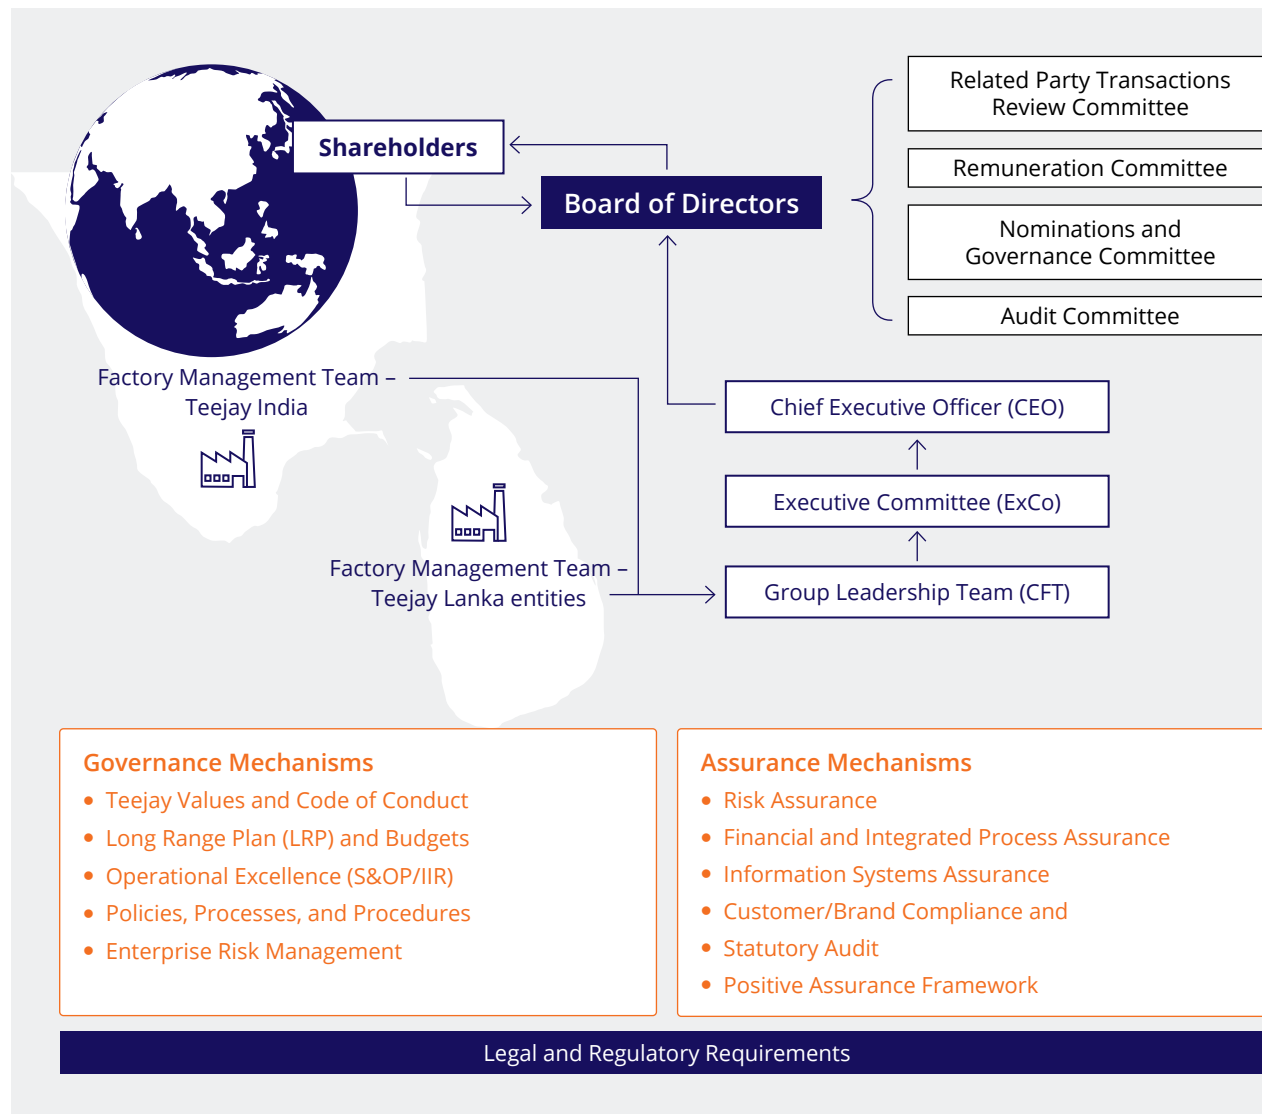 Related Party Transactions
Review Committee
Shareholders
Remuneration Committee
Board of Directors
Nominations and
Governance Committee
Audit Committee
Factory Management Team –
Teejay India
Chief Executive Officer (CEO)
Executive Committee (ExCo)
Factory Management Team –
Teejay Lanka entities
Group Leadership Team (CFT)
Governance Mechanisms
• Teejay Values and Code of Conduct
• Long Range Plan (LRP) and Budgets
• Operational Excellence (S&OP/IIR)
• Policies, Processes, and Procedures
• Enterprise Risk Management
Assurance Mechanisms
• Risk Assurance
• Financial and Integrated Process Assurance
• Information Systems Assurance
• Customer/Brand Compliance and
• Statutory Audit
• Positive Assurance Framework
Legal and Regulatory Requirements